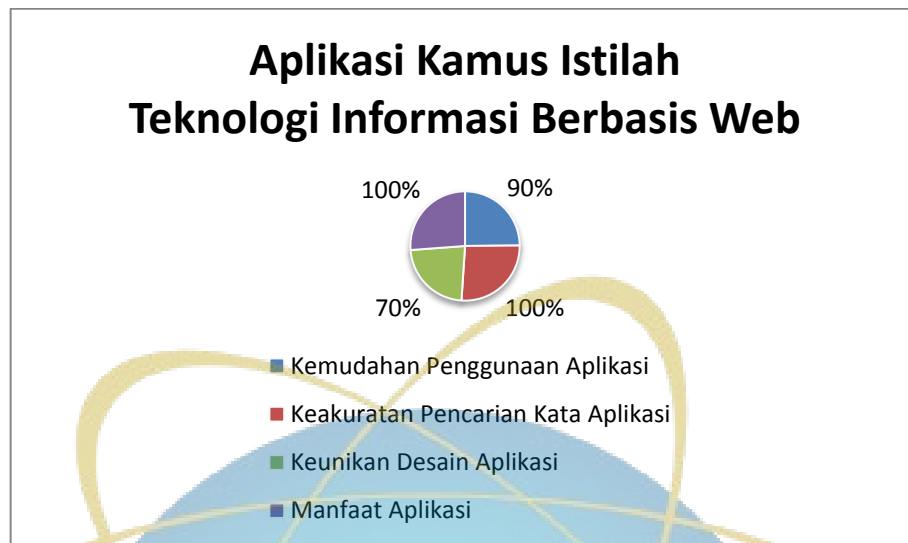 Aplikasi Kamus Istilah
Teknologi Informasi Berbasis Web
100%
90%
70%
100%
Kemudahan Penggunaan Aplikasi
Keakuratan Pencarian Kata Aplikasi
Keunikan Desain Aplikasi
Manfaat Aplikasi